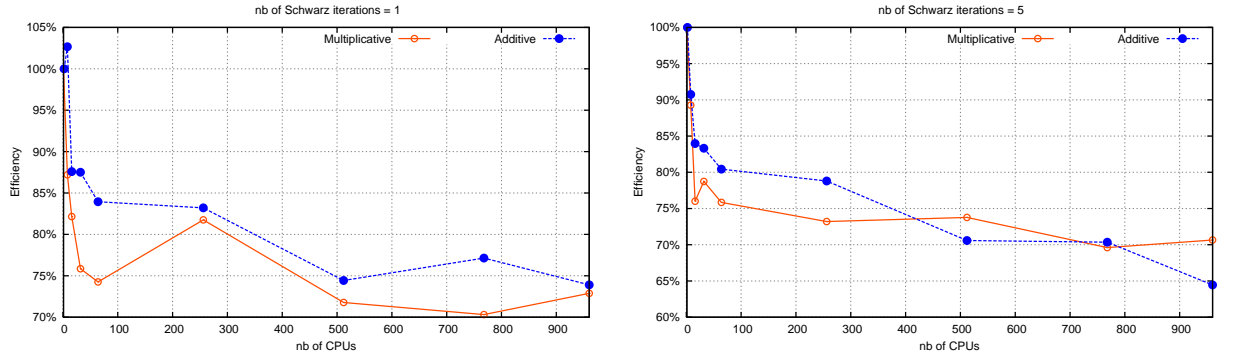 nb of Schwarz iterations = 1
105%
100%
95%
90%
85%
80%
75%
70%
Efficiency
Multiplicative
Additive
0 100 200 300 400 500 600 700 800 900
nb of CPUs
nb of Schwarz iterations = 5
100%
95%
90%
85%
80%
75%
70%
65%
60%
Efficiency
Multiplicative
Additive
0 100 200 300 400 500 600 700 800 900
nb of CPUs